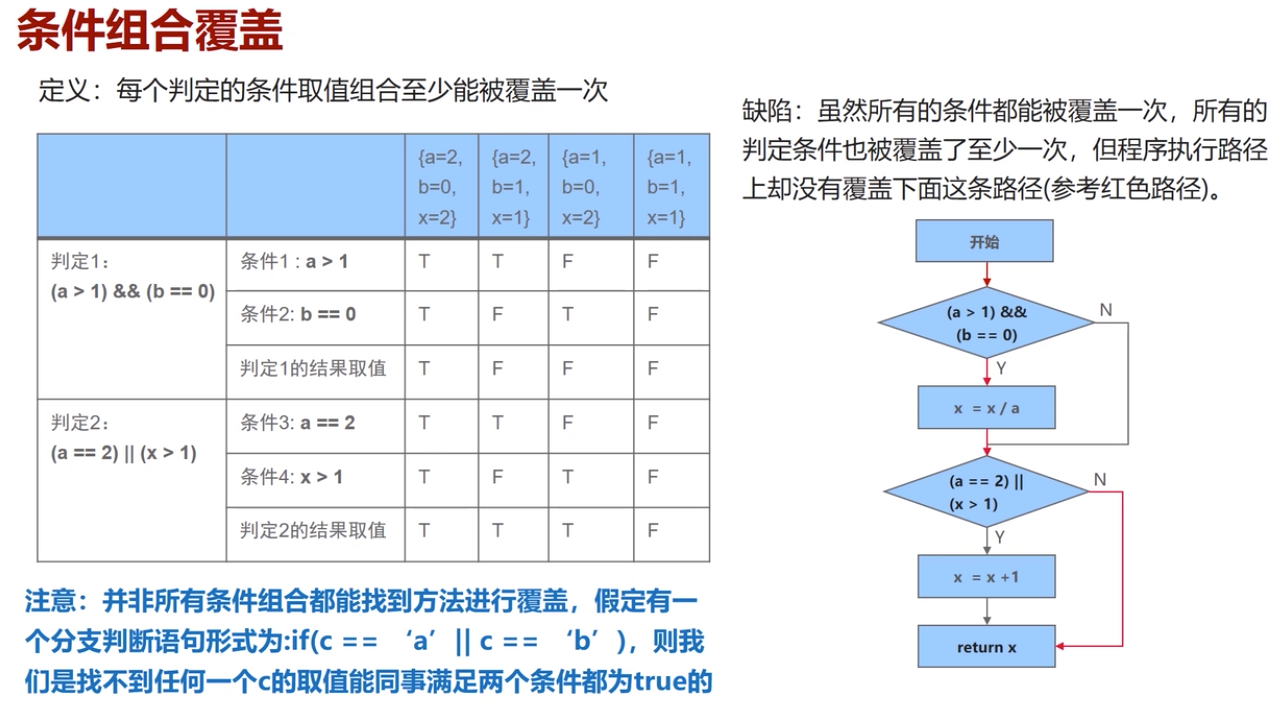 条件组合覆盖
定义：每个判定的条件取值组合至少能被覆盖一次
{a=2, b=0, x=2}
{a=2, b=1, x=1}
{a=1, b=0, x=2}
{a=1, b=1, x=1}
判定1：
(a > 1) && (b == 0)
条件1 : a > 1 T T F F
条件2: b == 0 T F T F
判定1的结果取值 T F F F
判定2：
(a == 2) || (x > 1)
条件3: a == 2 T T F F
条件4: x > 1 T F T F
判定2的结果取值 T T T F
注意：并非所有条件组合都能找到方法进行覆盖，假定有一
个分支判断语句形式为:if(c == ‘a’ || c == ‘b’)，则我
们是找不到任何一个c的取值能同事满足两个条件都为true的
缺陷：虽然所有的条件都能被覆盖一次，所有的
判定条件也被覆盖了至少一次，但程序执行路径
上却没有覆盖下面这条路径(参考红色路径)。
开始
(a > 1) &&
(b == 0)
N
Y
x = x / a
(a == 2) ||
(x > 1)
N
Y
x = x +1
return x